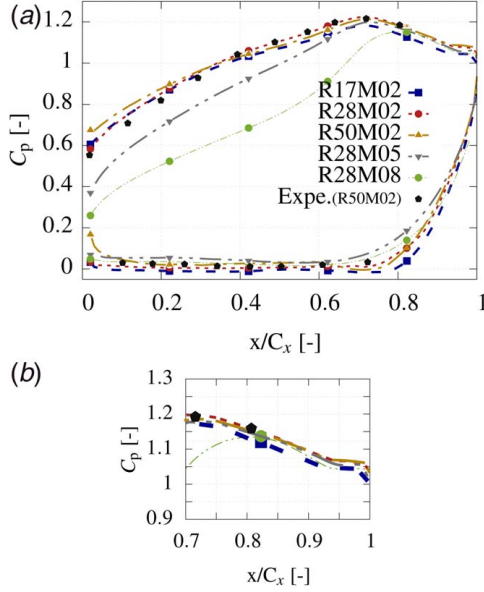 (a)
1.2
1
0.8
0.6
0.4
0.2
0
Cp [-]
R17M02
R28M02
R50M02
R28M05
R28M08
Expe.(R50M02)
0 0.2 0.4 0.6 0.8 1
x/Cx [-]
(b)
1.3
1.2
1.1
1
0.9
Cp [-]
0.7 0.8 0.9 1
x/Cx [-]